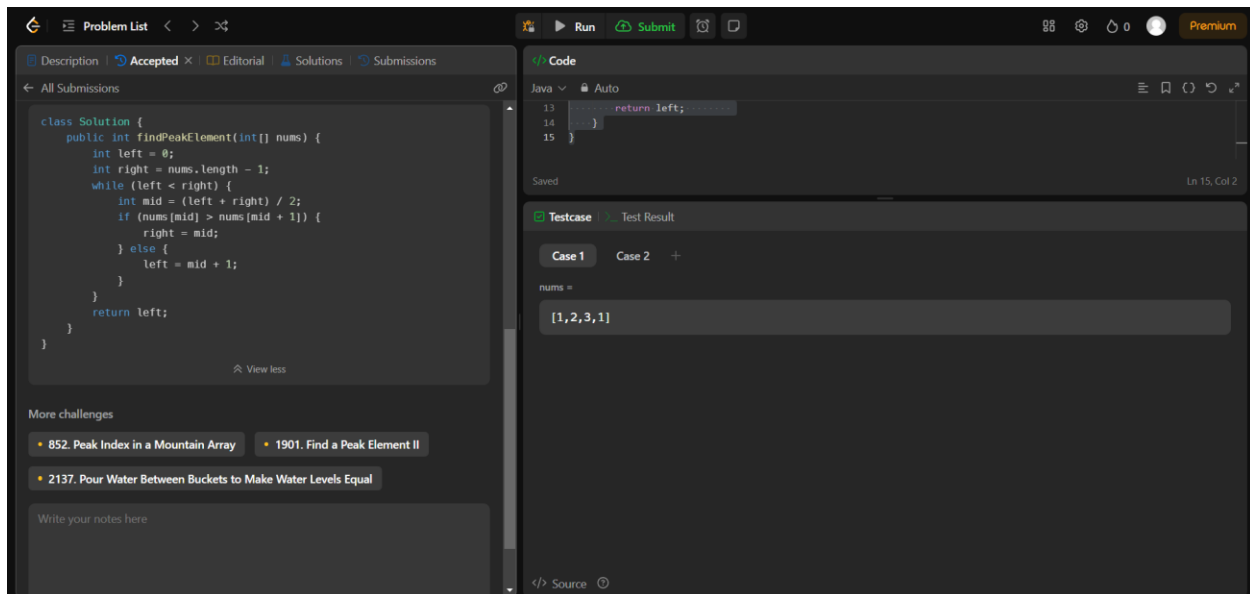 Problem List
Run
Submit
0
Premium
Description
Accepted
Editorial
Solutions
Submissions
All Submissions
class Solution {
    public int findPeakElement(int[] nums) {
        int left = 0;
        int right = nums.length - 1;
        while (left < right) {
            int mid = (left + right) / 2;
            if (nums[mid] > nums[mid + 1]) {
                right = mid;
            } else {
                left = mid + 1;
            }
        }
        return left;
    }
}
View less
More challenges
852. Peak Index in a Mountain Array
1901. Find a Peak Element II
2137. Pour Water Between Buckets to Make Water Levels Equal
Write your notes here
</> Code
Java
Auto
13 return left;
14 }
15 }
Saved
Ln 15, Col 2
Testcase
>_ Test Result
Case 1
Case 2
+
nums =
[1,2,3,1]
</> Source